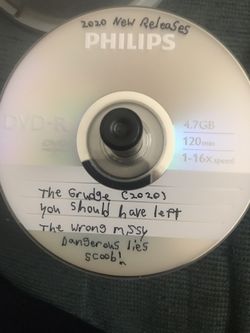 2020 New Releases
PHILIPS
DVD-R
4.7GB
120min
1-16x speed
The Grudge (2020)
you should have left
The wrong missy
Dangerous lies
scoob!